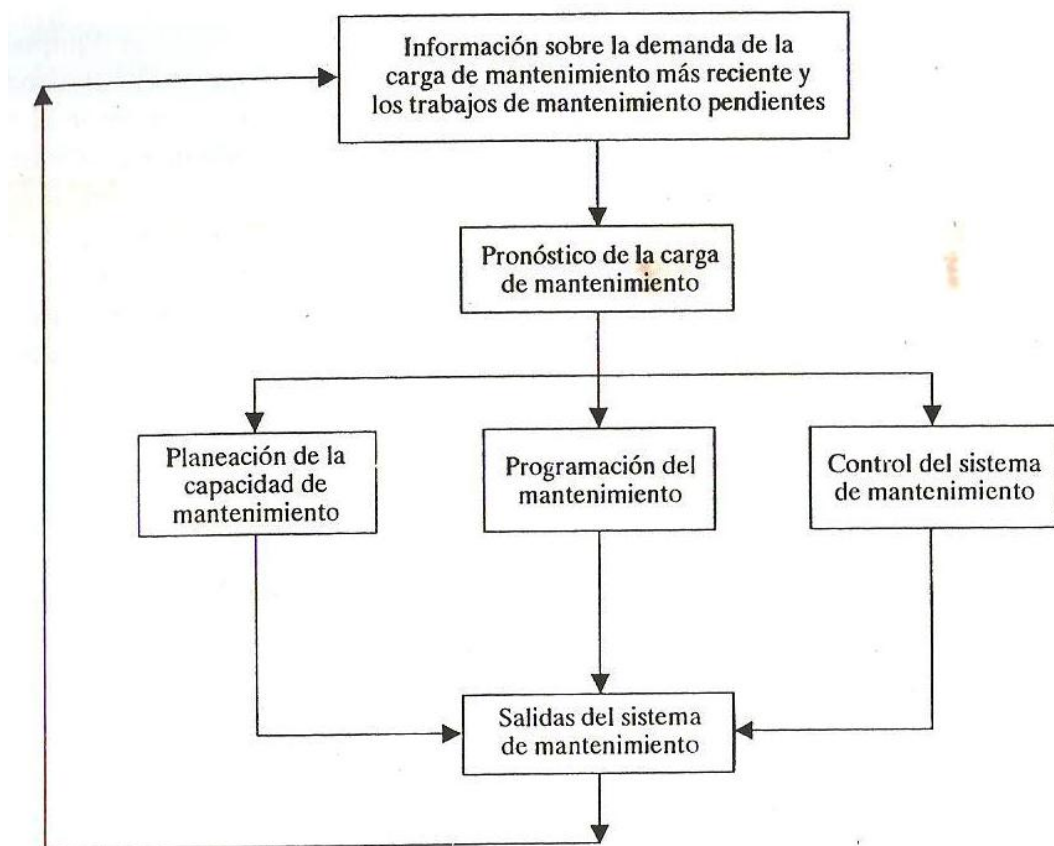 Información sobre la demanda de la
carga de mantenimiento más reciente y
los trabajos de mantenimiento pendientes
Pronóstico de la carga
de mantenimiento
Planeación de la
capacidad de
mantenimiento
Programación del
mantenimiento
Control del sistema
de mantenimiento
Salidas del sistema
de mantenimiento